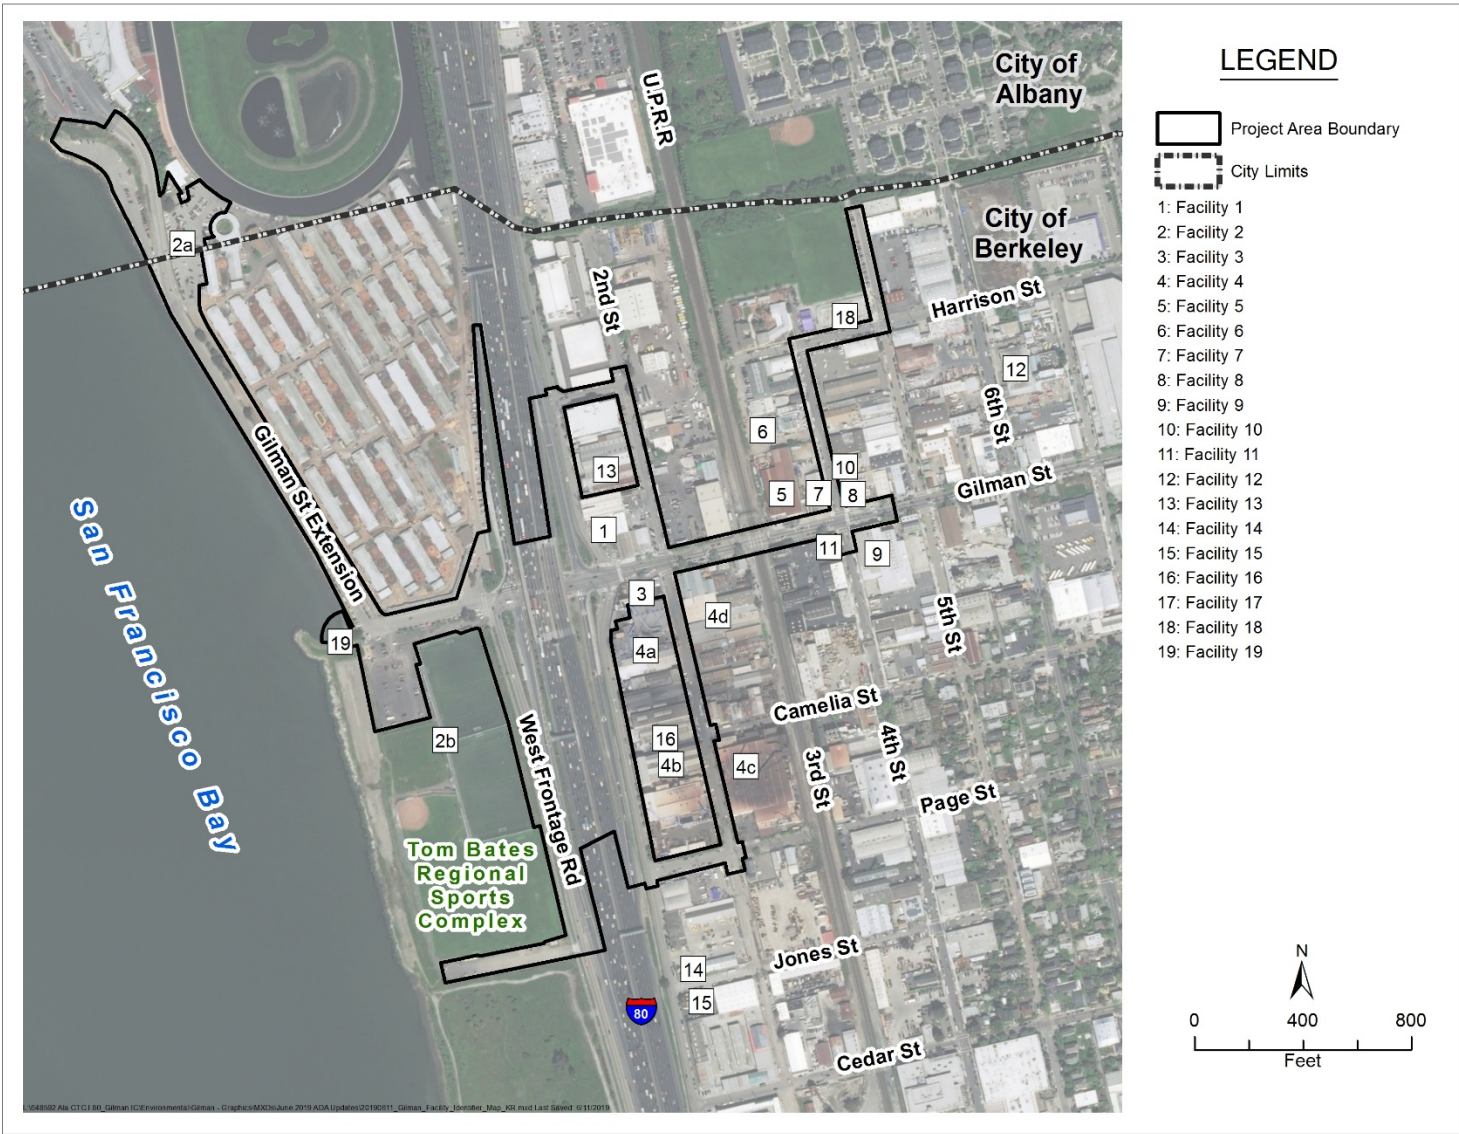 City of
Albany
U.P.R.R
City of
Berkeley
2a
2nd St
Harrison St
18
12
6th St
6
13
10
Gilman St
5
7
8
Gilman St Extension
1
11
9
3
4d
5th St
19
4a
San Francisco Bay
Camelia St
2b
16
4b
4c
West Frontage Rd
3rd St
4th St
Page St
Tom Bates
Regional
Sports
Complex
Jones St
14
15
80
Cedar St
LEGEND
Project Area Boundary
City Limits
1: Facility 1
2: Facility 2
3: Facility 3
4: Facility 4
5: Facility 5
6: Facility 6
7: Facility 7
8: Facility 8
9: Facility 9
10: Facility 10
11: Facility 11
12: Facility 12
13: Facility 13
14: Facility 14
15: Facility 15
16: Facility 16
17: Facility 17
18: Facility 18
19: Facility 19
N
0 400 800
Feet